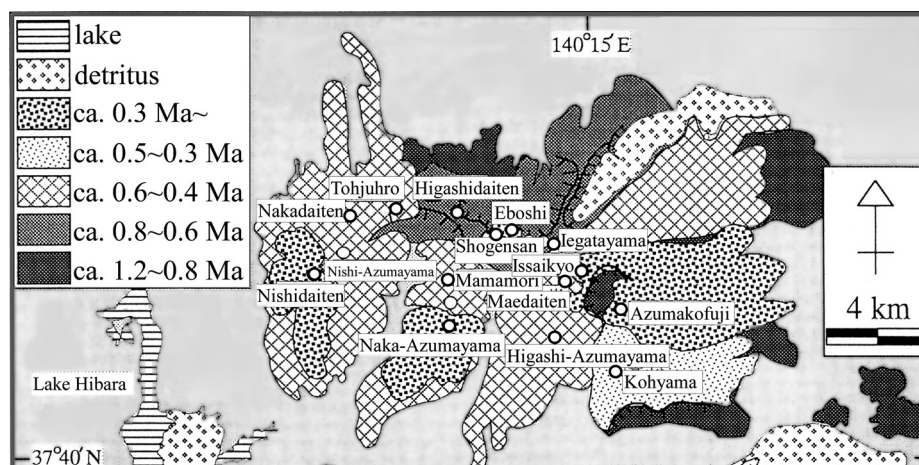 140°15′E
lake
detritus
ca. 0.3 Ma~
ca. 0.5~0.3 Ma
ca. 0.6~0.4 Ma
ca. 0.8~0.6 Ma
ca. 1.2~0.8 Ma
Tohjuhro
Higashidaiten
Nakadaiten
Eboshi
Shogensan
Iegatayama
Issaikyo
Nishi-Azumayama
Mamamori
Nishidaiten
Maedaiten
Azumakofuji
4 km
Naka-Azumayama
Higashi-Azumayama
Kohyama
Lake Hibara
37°40′N